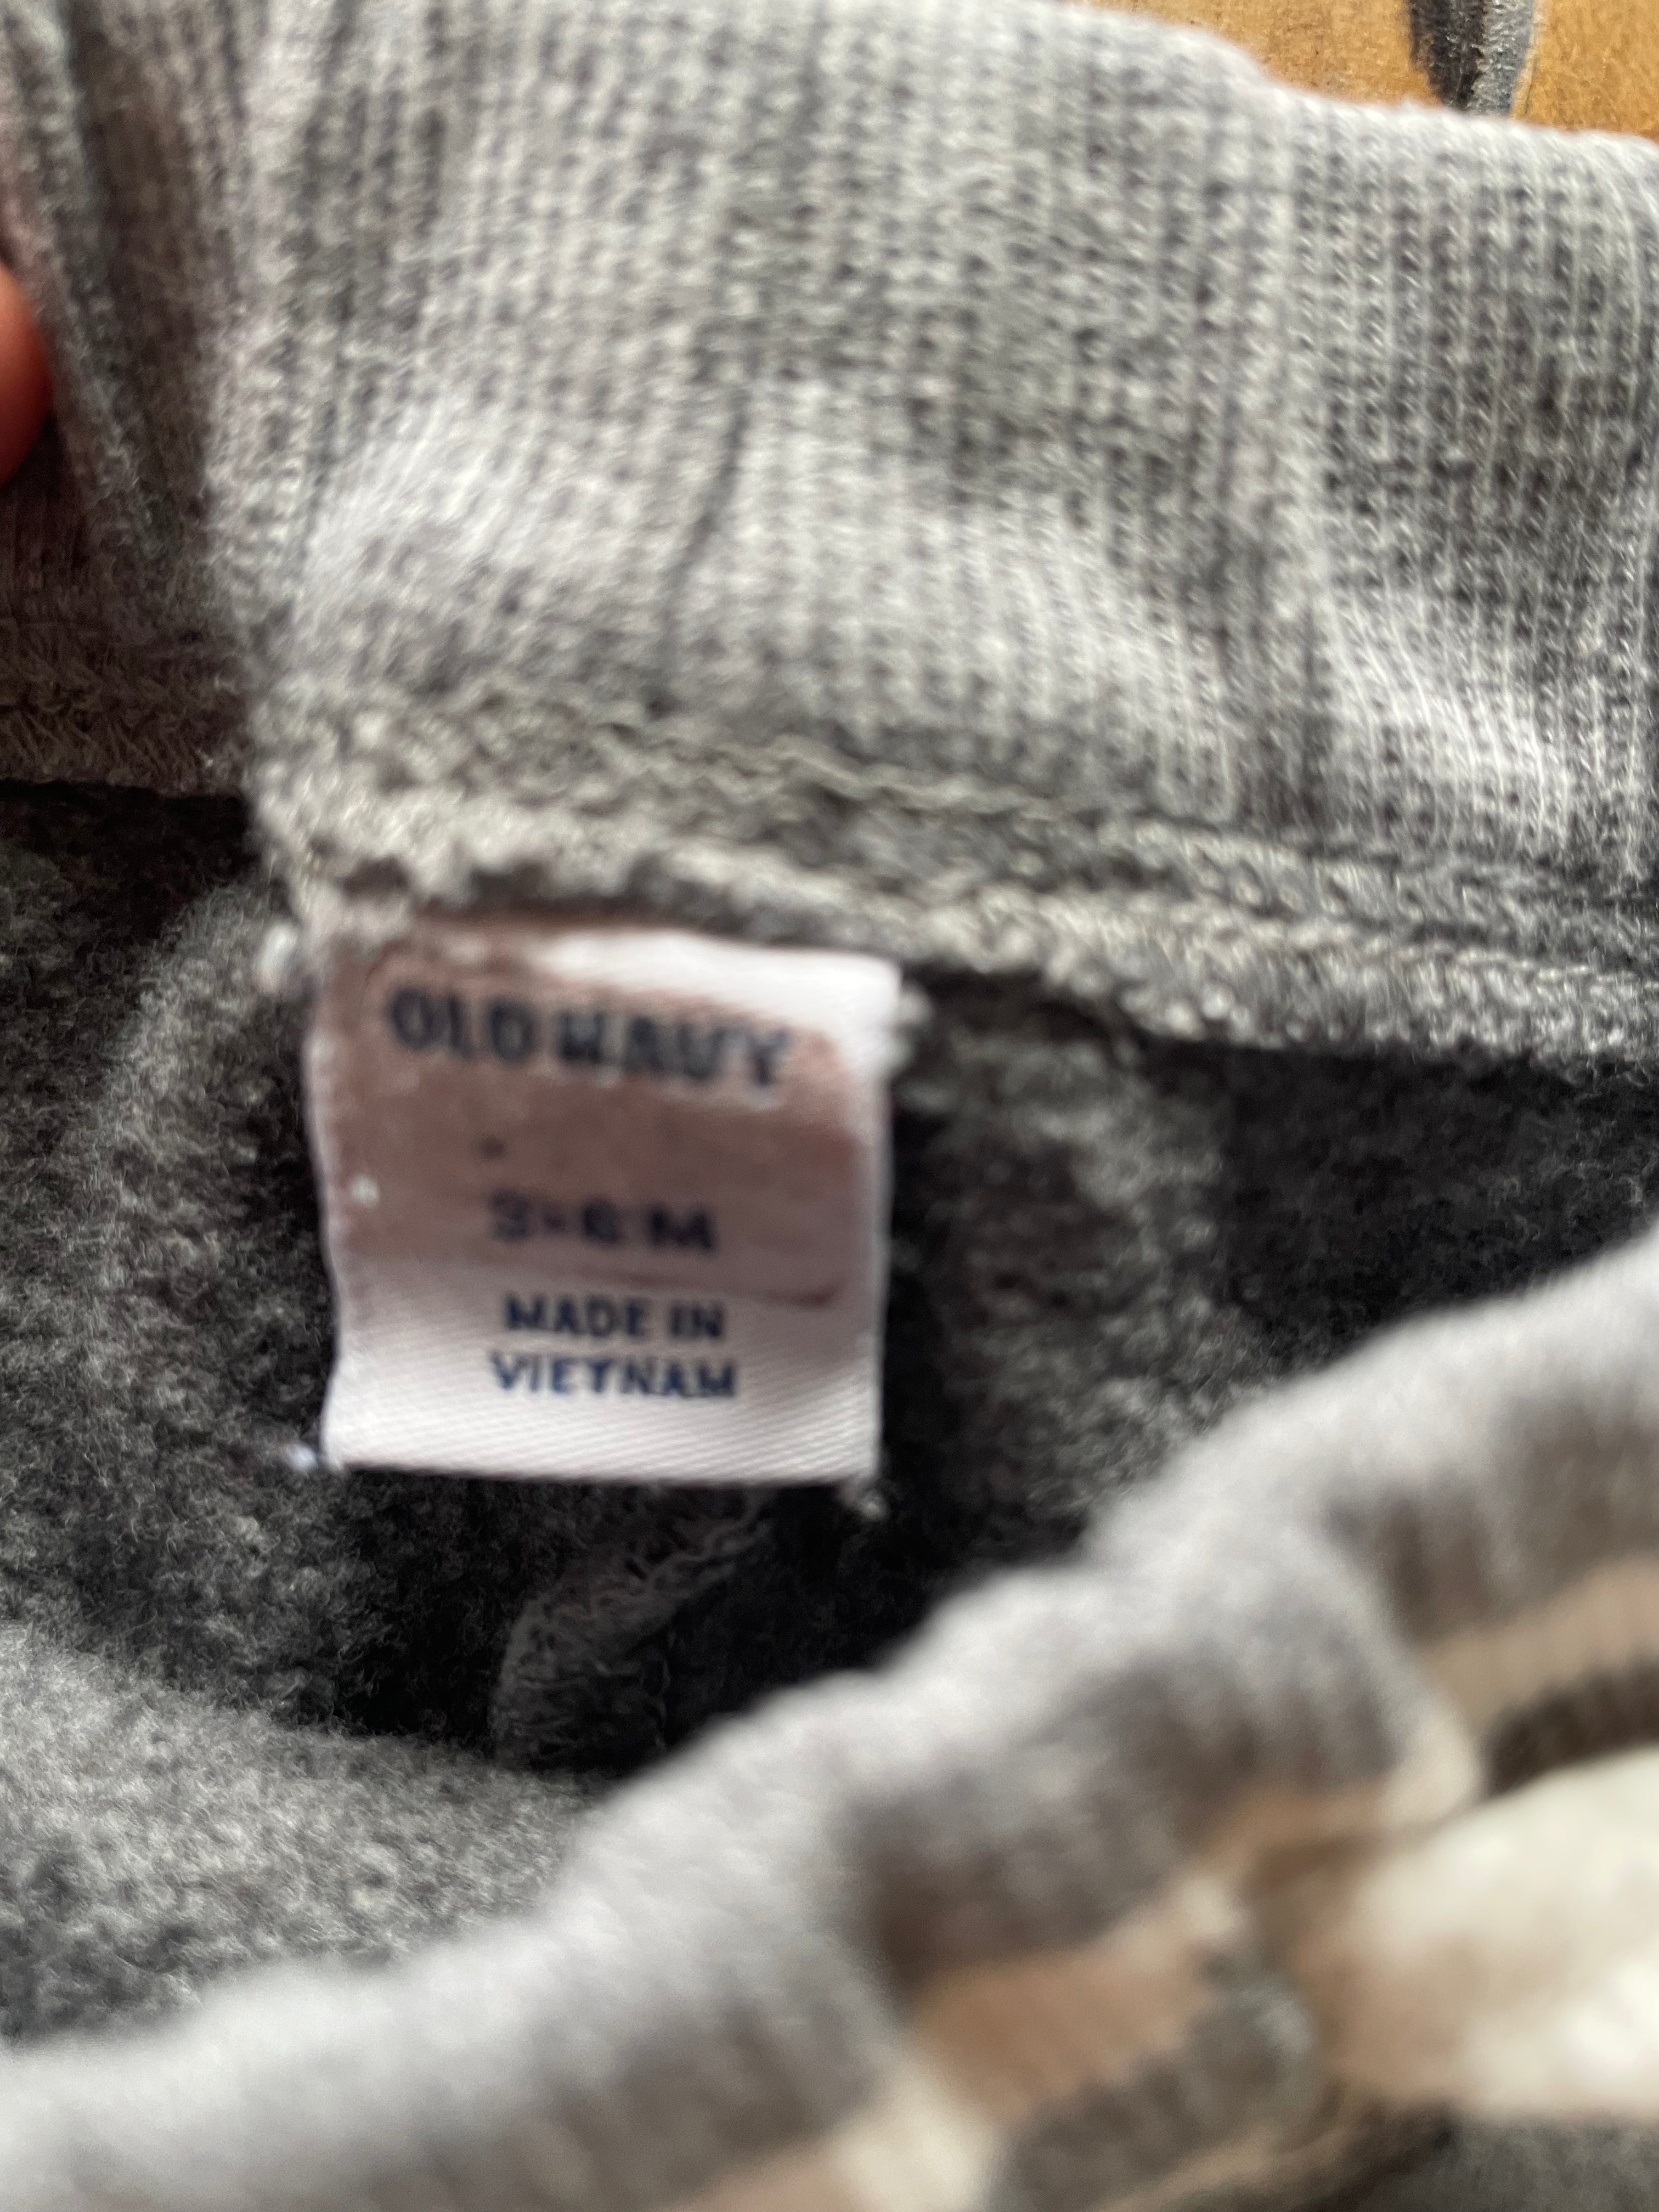 OLD NAVY
3-6 M
MADE IN
VIETNAM